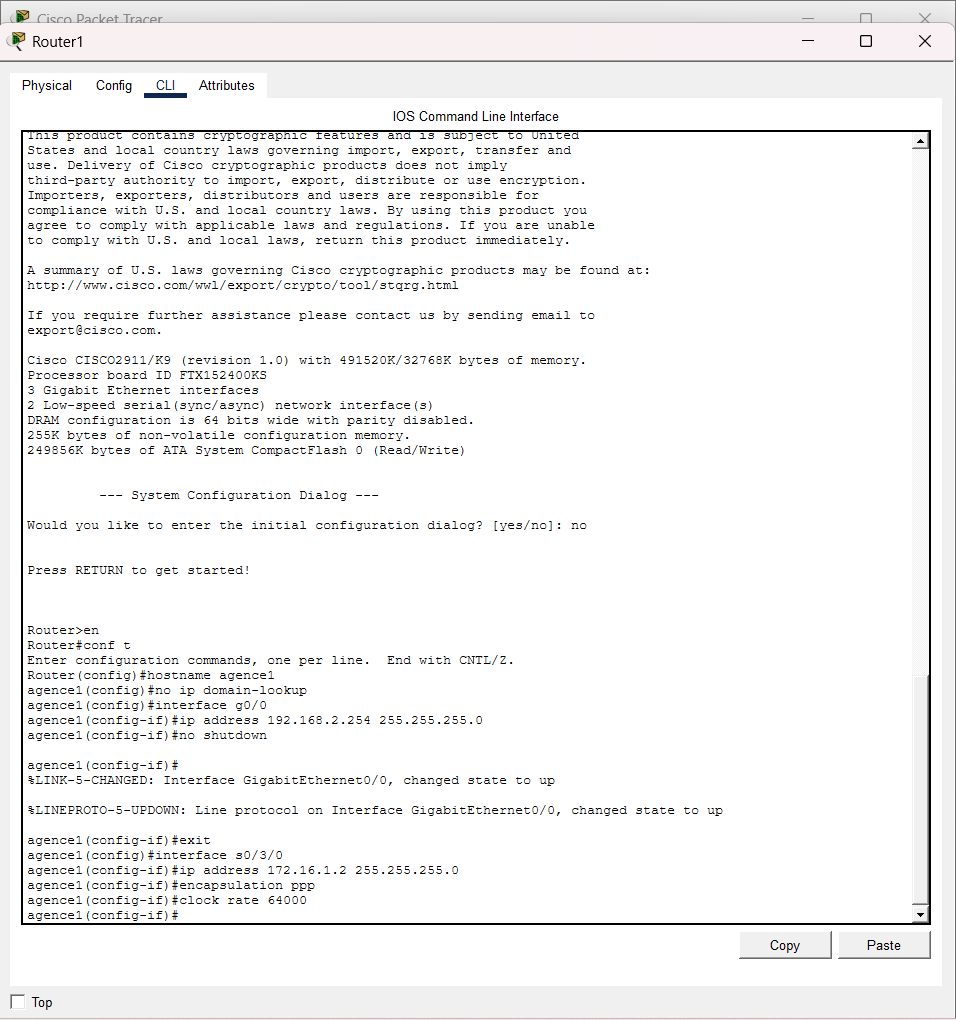 Cisco Packet Tracer
Router1
Physical Config CLI Attributes
IOS Command Line Interface
This product contains cryptographic features and is subject to United
States and local country laws governing import, export, transfer and
use. Delivery of Cisco cryptographic products does not imply
third-party authority to import, export, distribute or use encryption.
Importers, exporters, distributors and users are responsible for
compliance with U.S. and local country laws. By using this product you
agree to comply with applicable laws and regulations. If you are unable
to comply with U.S. and local laws, return this product immediately.
A summary of U.S. laws governing Cisco cryptographic products may be found at:
http://www.cisco.com/wwl/export/crypto/tool/stqrg.html
If you require further assistance please contact us by sending email to
export@cisco.com.
Cisco CISCO2911/K9 (revision 1.0) with 491520K/32768K bytes of memory.
Processor board ID FTX152400KS
3 Gigabit Ethernet interfaces
2 Low-speed serial(sync/async) network interface(s)
DRAM configuration is 64 bits wide with parity disabled.
255K bytes of non-volatile configuration memory.
249856K bytes of ATA System CompactFlash 0 (Read/Write)
--- System Configuration Dialog ---
Would you like to enter the initial configuration dialog? [yes/no]: no
Press RETURN to get started!
Router>en
Router#conf t
Enter configuration commands, one per line.  End with CNTL/Z.
Router(config)#hostname agence1
agence1(config)#no ip domain-lookup
agence1(config)#interface g0/0
agence1(config-if)#ip address 192.168.2.254 255.255.255.0
agence1(config-if)#no shutdown
agence1(config-if)#
%LINK-5-CHANGED: Interface GigabitEthernet0/0, changed state to up
%LINEPROTO-5-UPDOWN: Line protocol on Interface GigabitEthernet0/0, changed state to up
agence1(config-if)#exit
agence1(config)#interface s0/3/0
agence1(config-if)#ip address 172.16.1.2 255.255.255.0
agence1(config-if)#encapsulation ppp
agence1(config-if)#clock rate 64000
agence1(config-if)#
Copy Paste
Top